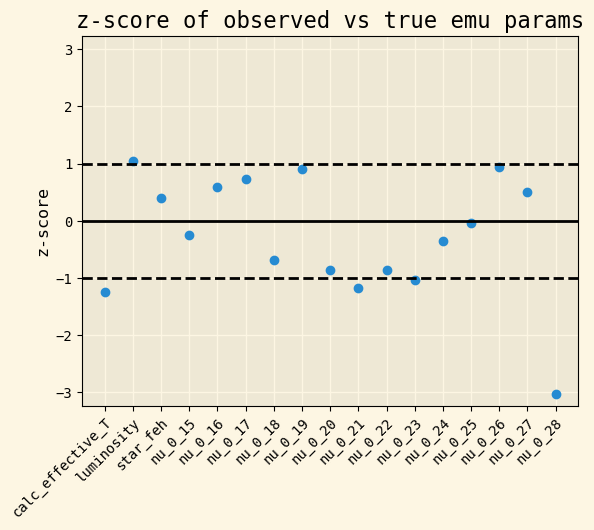 z-score of observed vs true emu params
z-score
3
2
1
0
−1
−2
−3
calc_effective_T
luminosity
star_feh
nu_0_15
nu_0_16
nu_0_17
nu_0_18
nu_0_19
nu_0_20
nu_0_21
nu_0_22
nu_0_23
nu_0_24
nu_0_25
nu_0_26
nu_0_27
nu_0_28